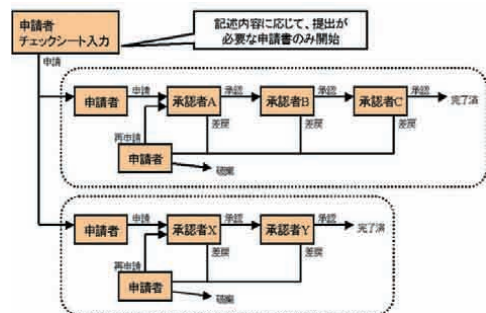 申請者
チェックシート入力
記述内容に応じて、提出が
必要な申請書のみ開始
申請
申請者
申請
承認者A
承認
承認者B
承認
承認者C
承認
完了済
差戻
差戻
差戻
再申請
申請者
破棄
申請者
申請
承認者X
承認
承認者Y
承認
完了済
差戻
差戻
再申請
申請者
破棄